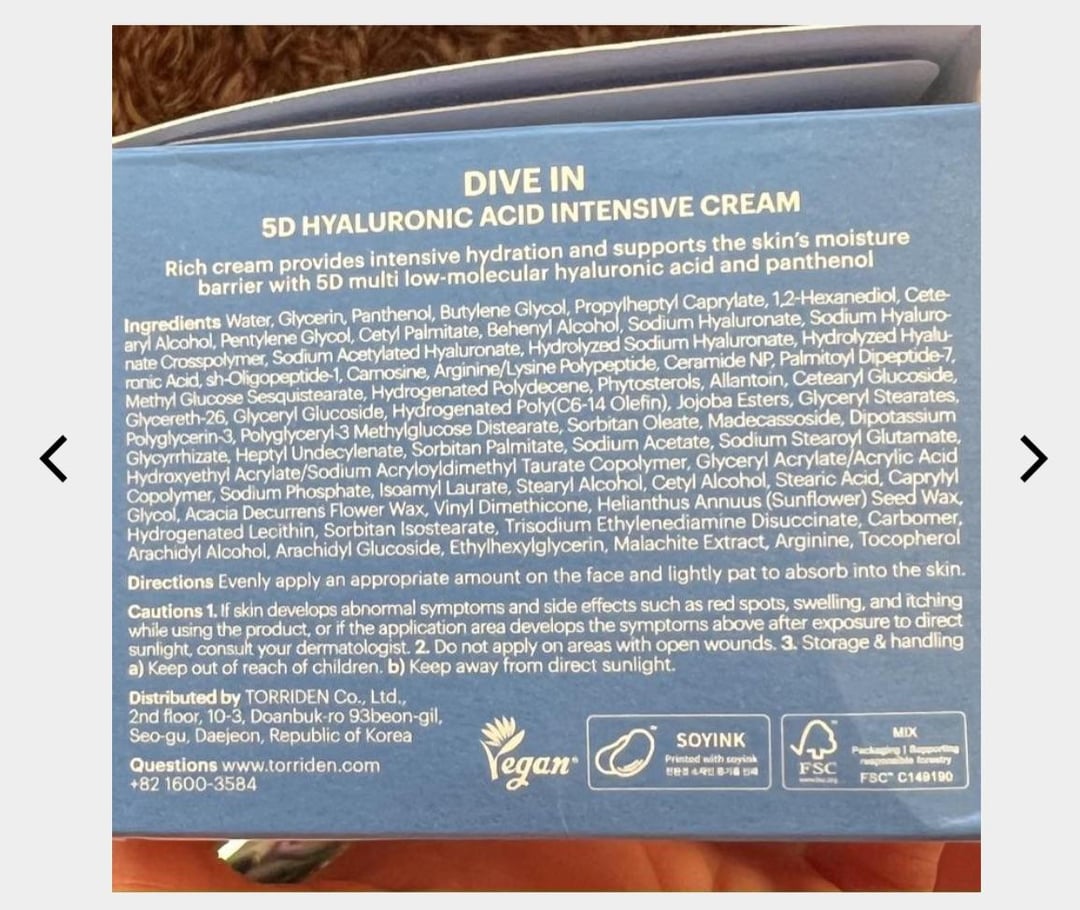 DIVE IN
5D HYALURONIC ACID INTENSIVE CREAM
Rich cream provides intensive hydration and supports the skin's moisture
barrier with 5D multi low-molecular hyaluronic acid and panthenol
Ingredients Water, Glycerin, Panthenol, Butylene Glycol, Propylheptyl Caprylate, 1,2-Hexanediol, Cete-
aryl Alcohol, Pentylene Glycol, Cetyl Palmitate, Behenyl Alcohol, Sodium Hyaluronate, Sodium Hyaluro-
nate Crosspolymer, Sodium Acetylated Hyaluronate, Hydrolyzed Sodium Hyaluronate, Hydrolyzed Hyalu-
ronic Acid, sh-Oligopeptide-1, Carnosine, Arginine/Lysine Polypeptide, Ceramide NP, Palmitoyl Dipeptide-7,
Methyl Glucose Sesquistearate, Hydrogenated Polydecene, Phytosterols, Allantoin, Cetearyl Glucoside,
Glycereth-26, Glyceryl Glucoside, Hydrogenated Poly(C6-14 Olefin), Jojoba Esters, Glyceryl Stearates,
Polyglycerin-3, Polyglyceryl-3 Methylglucose Distearate, Sorbitan Oleate, Madecassoside, Dipotassium
Glycyrrhizate, Heptyl Undecylenate, Sorbitan Palmitate, Sodium Acetate, Sodium Stearoyl Glutamate,
Hydroxyethyl Acrylate/Sodium Acryloyldimethyl Taurate Copolymer, Glyceryl Acrylate/Acrylic Acid
Copolymer, Sodium Phosphate, Isoamyl Laurate, Stearyl Alcohol, Cetyl Alcohol, Stearic Acid, Caprylyl
Glycol, Acacia Decurrens Flower Wax, Vinyl Dimethicone, Helianthus Annuus (Sunflower) Seed Wax,
Hydrogenated Lecithin, Sorbitan Isostearate, Trisodium Ethylenediamine Disuccinate, Carbomer,
Arachidyl Alcohol, Arachidyl Glucoside, Ethylhexylglycerin, Malachite Extract, Arginine, Tocopherol
Directions Evenly apply an appropriate amount on the face and lightly pat to absorb into the skin.
Cautions 1. If skin develops abnormal symptoms and side effects such as red spots, swelling, and itching
while using the product, or if the application area develops the symptoms above after exposure to direct
sunlight, consult your dermatologist. 2. Do not apply on areas with open wounds. 3. Storage & handling
a) Keep out of reach of children. b) Keep away from direct sunlight.
Distributed by TORRIDEN Co., Ltd.,
2nd floor, 10-3, Doanbuk-ro 93beon-gil,
Seo-gu, Daejeon, Republic of Korea
Questions www.torriden.com
+82 1600-3584
Vegan
SOYINK
Printed with soyink
FSC
MIX
Packaging | Supporting
responsible forestry
FSC™ C149190